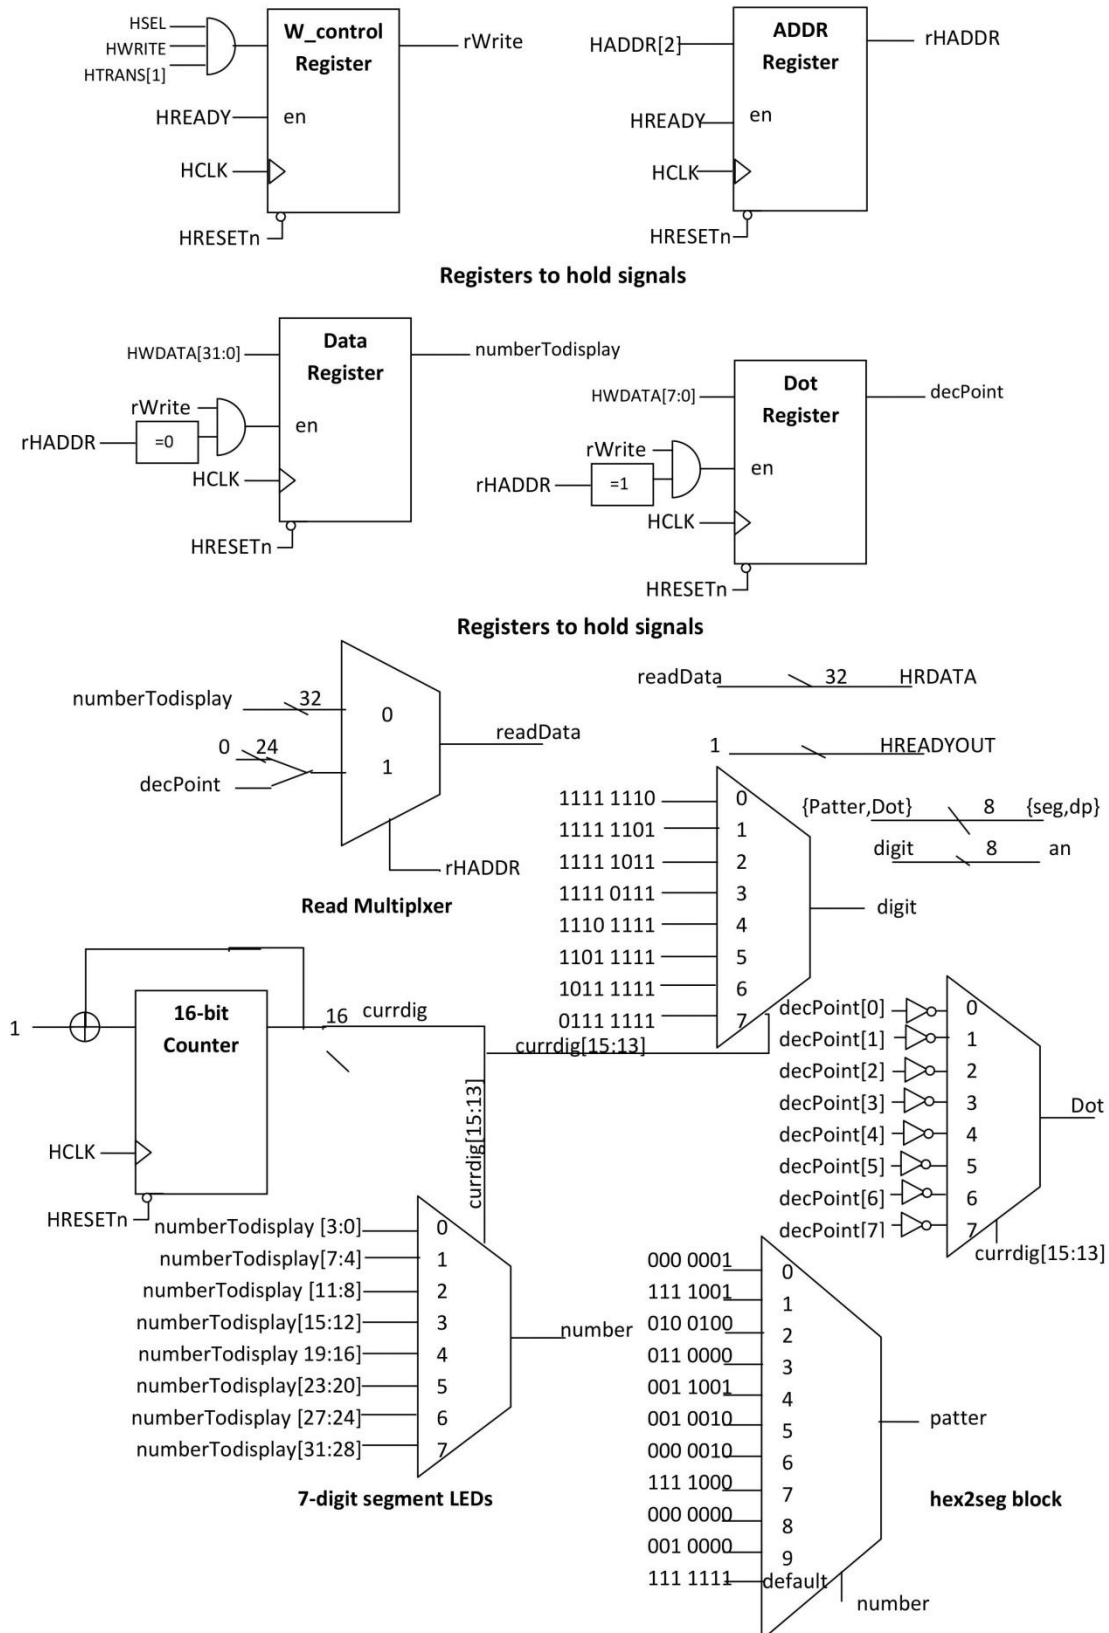 HSEL
HWRITE
HTRANS[1]
W_control
Register
rWrite
HREADY
en
HCLK
HRESETn
HADDR[2]
ADDR
Register
rHADDR
HREADY
en
HCLK
HRESETn
Registers to hold signals
HWDATA[31:0]
Data
Register
numberTodisplay
rWrite
rHADDR
=0
en
HCLK
HRESETn
HWDATA[7:0]
Dot
Register
decPoint
rWrite
rHADDR
=1
en
HCLK
HRESETn
Registers to hold signals
numberTodisplay
32
0
0
24
decPoint
1
readData
rHADDR
Read Multiplxer
readData
32
HRDATA
1
HREADYOUT
1111 1110
0
1111 1101
1
1111 1011
2
1111 0111
3
1110 1111
4
1101 1111
5
1011 1111
6
0111 1111
7
digit
currdig[15:13]
{Patter,Dot}
8
{seg,dp}
digit
8
an
1
16-bit
Counter
16
currdig
HCLK
HRESETn
currdig[15:13]
decPoint[0]
0
decPoint[1]
1
decPoint[2]
2
decPoint[3]
3
decPoint[4]
4
decPoint[5]
5
decPoint[6]
6
decPoint[7]
7
Dot
currdig[15:13]
numberTodisplay [3:0]
0
numberTodisplay[7:4]
1
numberTodisplay [11:8]
2
numberTodisplay[15:12]
3
numberTodisplay 19:16]
4
numberTodisplay[23:20]
5
numberTodisplay [27:24]
6
numberTodisplay[31:28]
7
number
7-digit segment LEDs
000 0001
0
111 1001
1
010 0100
2
011 0000
3
001 1001
4
001 0010
5
000 0010
6
111 1000
7
000 0000
8
001 0000
9
111 1111
default
patter
number
hex2seg block